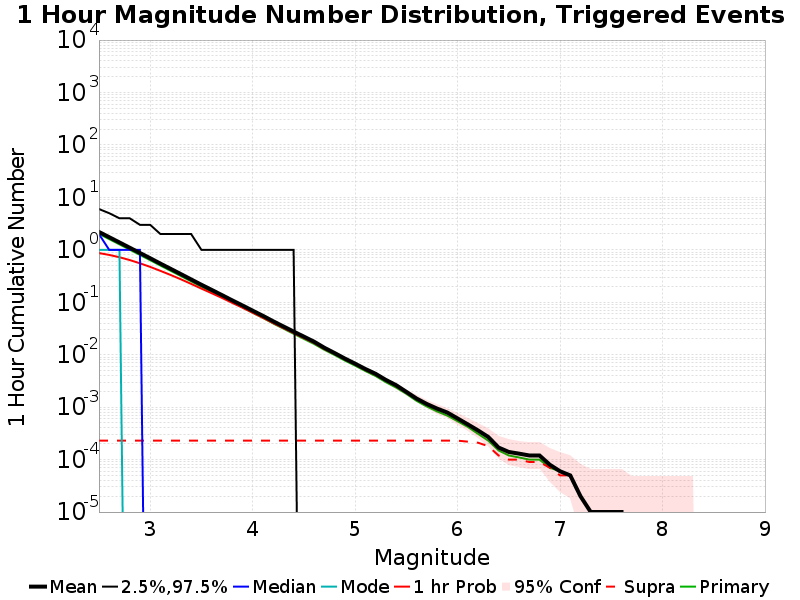 1 Hour Magnitude Number Distribution, Triggered Events
1 Hour Cumulative Number
10^4
10^3
10^2
10^1
10^0
10^-1
10^-2
10^-3
10^-4
10^-5
3 4 5 6 7 8 9
Magnitude
Mean 2.5%,97.5% Median Mode 1 hr Prob 95% Conf Supra Primary